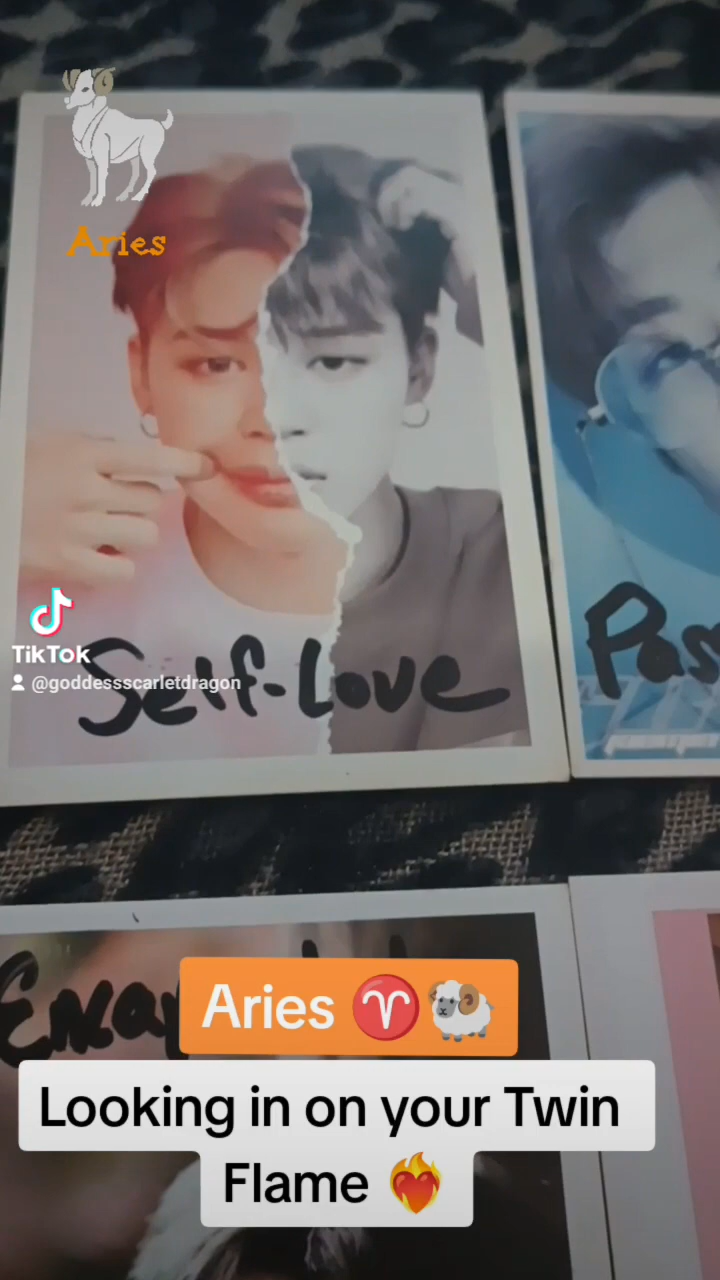 Aries
TikTok
@goddessscarletdragon
Self-Love
Aries ♈🐏
Looking in on your Twin
Flame ❤️‍🔥